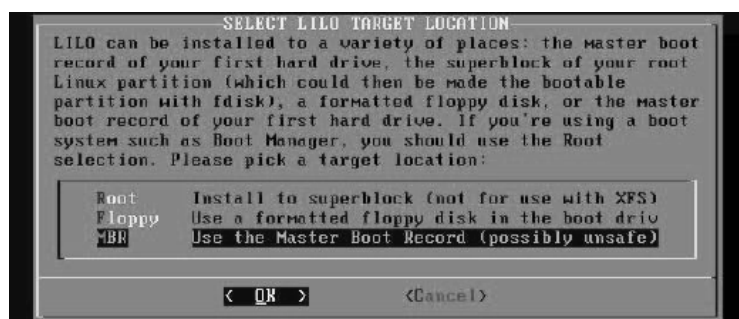 SELECT LILO TARGET LOCATION
LILO can be installed to a variety of places: the master boot
record of your first hard drive, the superblock of your root
Linux partition (which could then be made the bootable
partition with fdisk), a formatted floppy disk, or the master
boot record of your first hard drive. If you're using a boot
system such as Boot Manager, you should use the Root
selection. Please pick a target location:
Root Install to superblock (not for use with XFS)
Floppy Use a formatted floppy disk in the boot driv
MBR Use the Master Boot Record (possibly unsafe)
< OK > <Cancel>